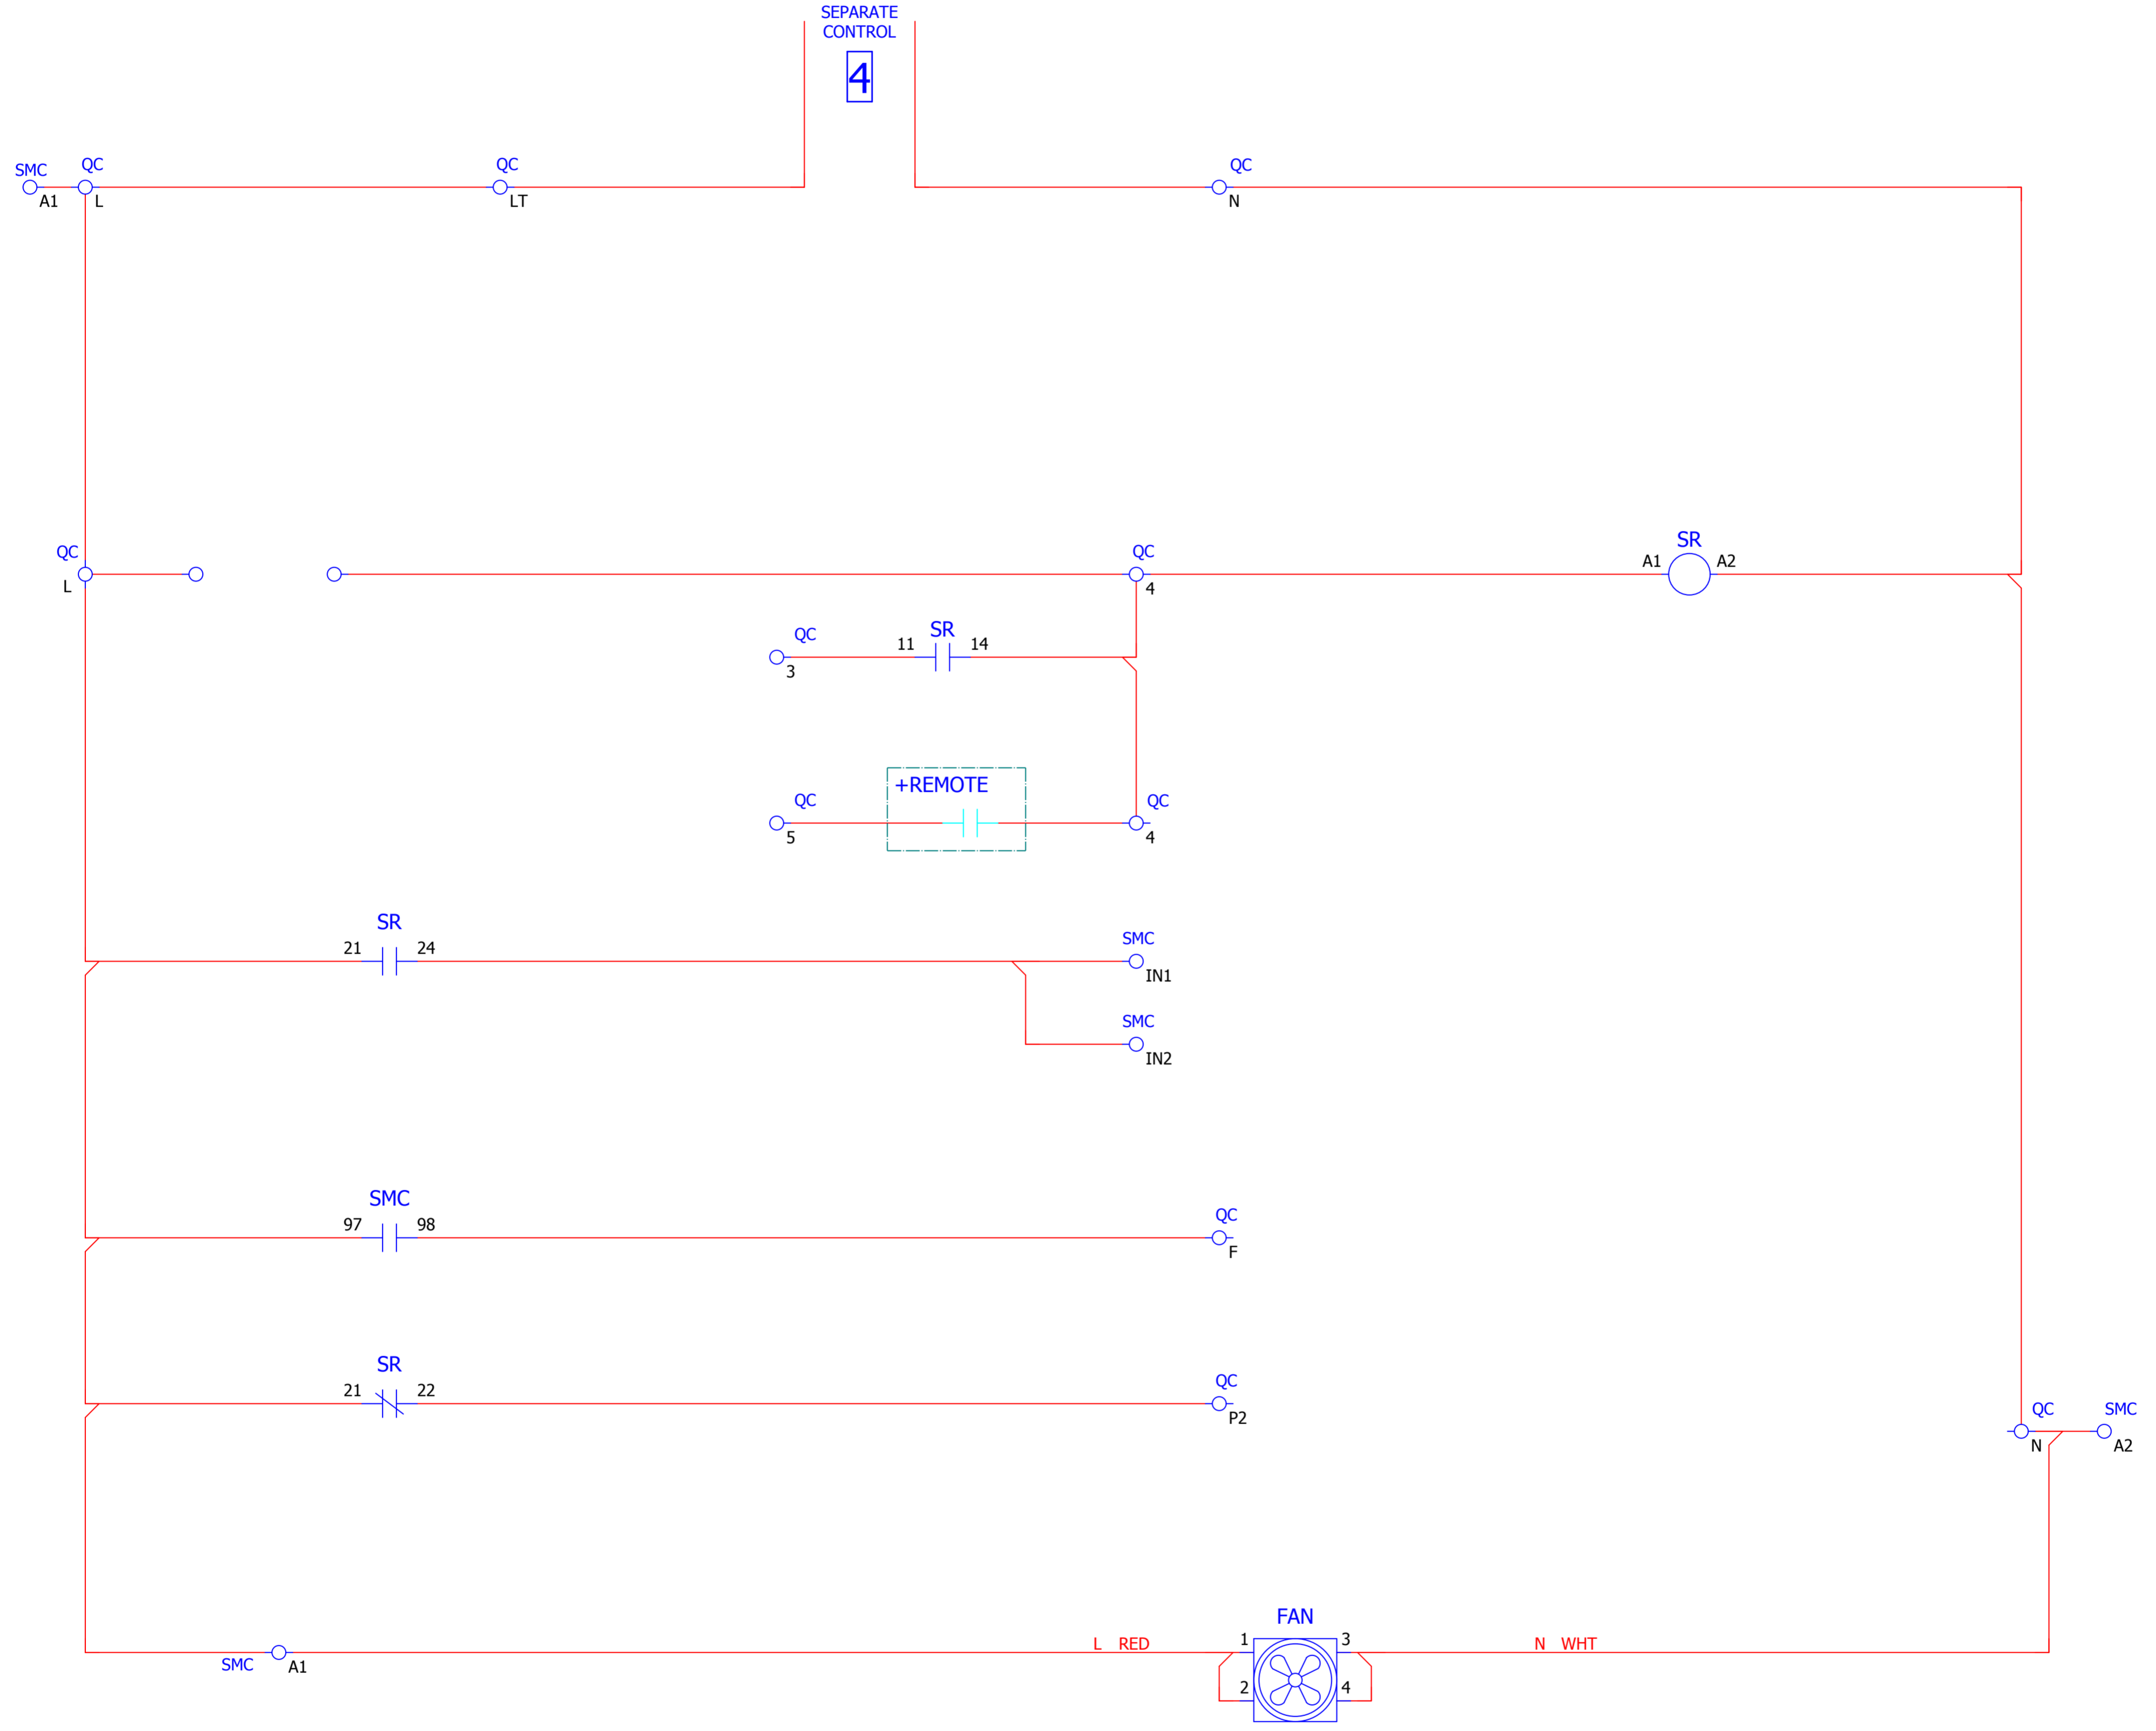 SEPARATE
CONTROL
4
SMC
A1
QC
L
QC
LT
QC
N
QC
L
QC
4
A1
SR
A2
QC
3
11
SR
14
+REMOTE
QC
5
QC
4
SR
21
24
SMC
IN1
SMC
IN2
SMC
97
98
QC
F
SR
21
22
QC
P2
QC
N
SMC
A2
FAN
SMC
A1
L RED
1
3
N WHT
2
4